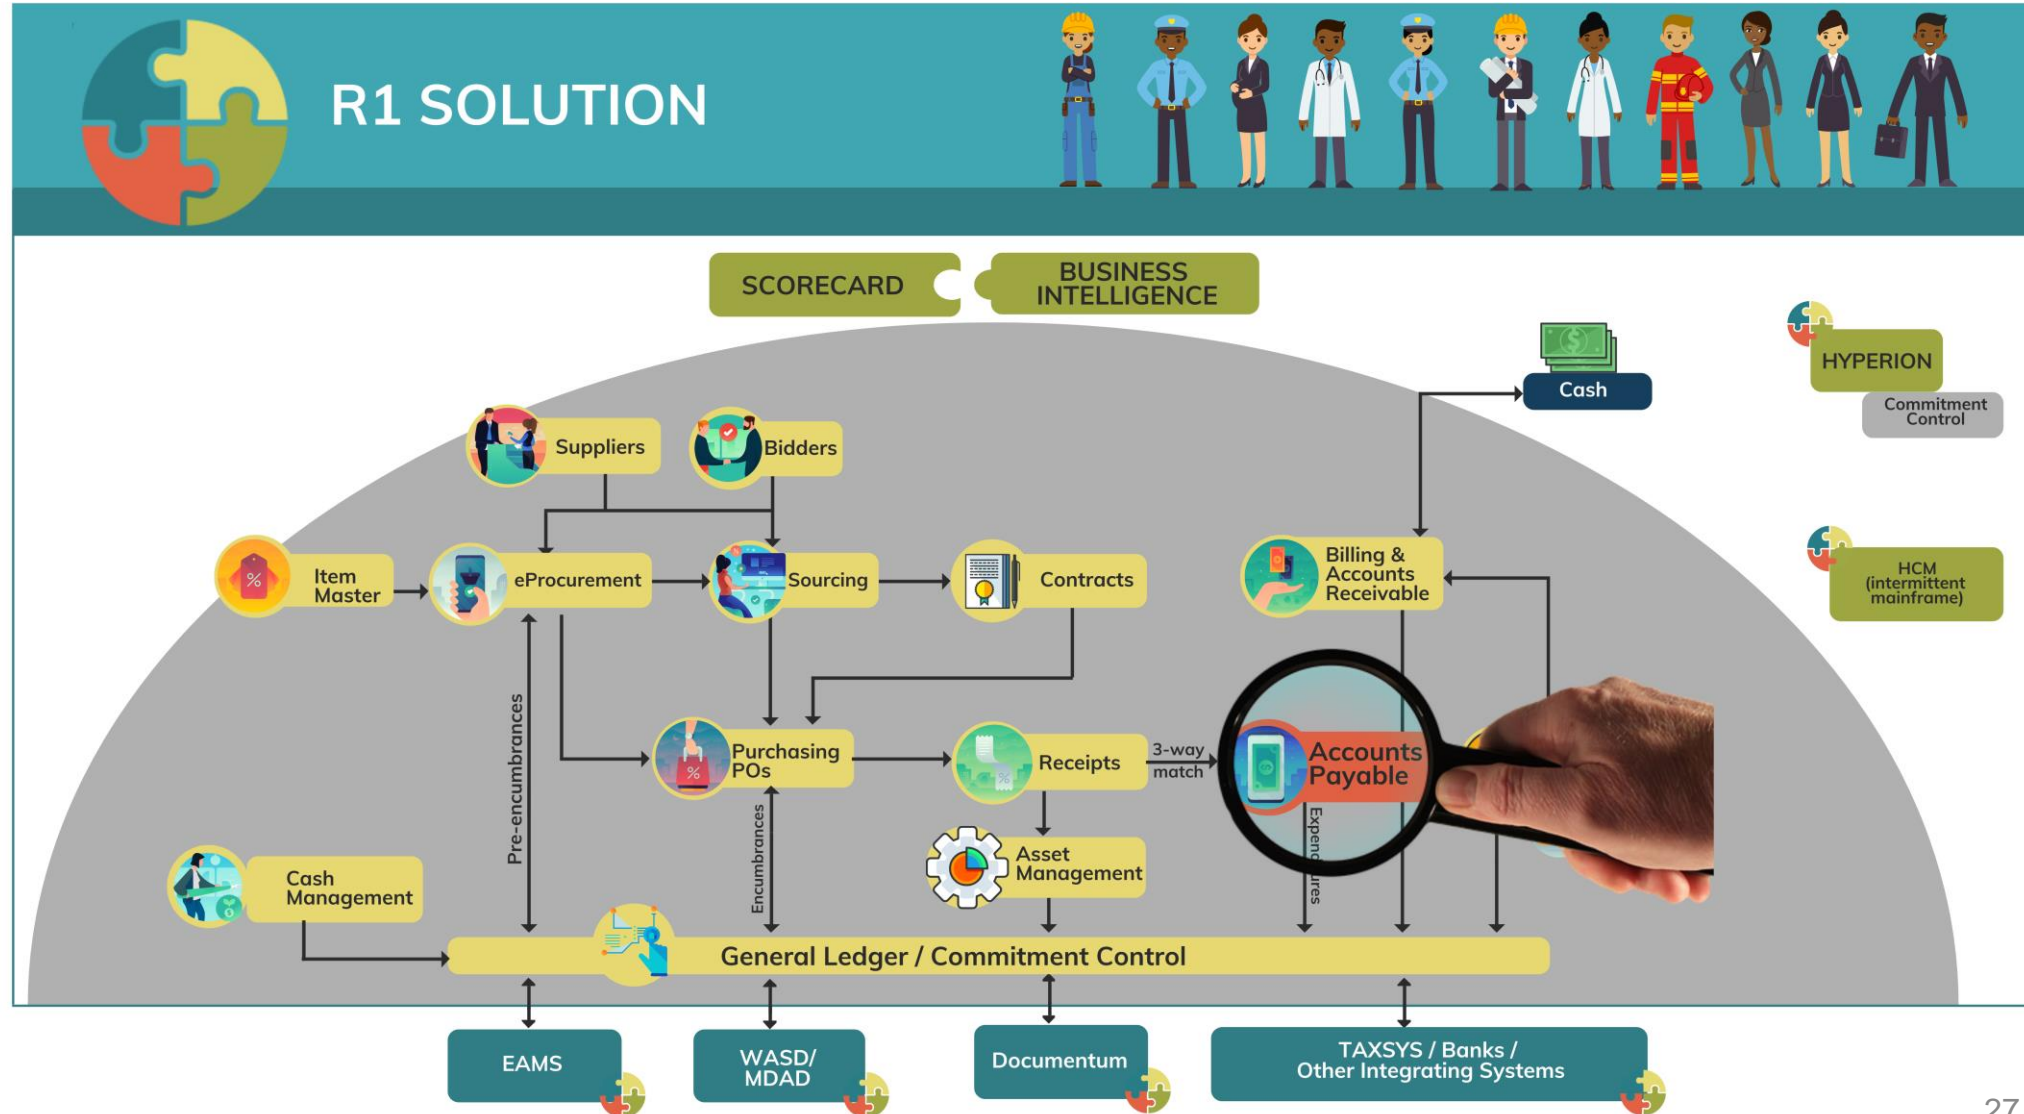 R1 SOLUTION
SCORECARD
BUSINESS
INTELLIGENCE
Cash
HYPERION
Commitment
Control
Suppliers
Bidders
Item
Master
eProcurement
Sourcing
Contracts
Billing &
Accounts
Receivable
HCM
(intermittent
mainframe)
Pre-encumbrances
Purchasing
POs
Receipts
3-way
match
Accounts
Payable
Encumbrances
Asset
Management
Cash
Management
General Ledger / Commitment Control
EAMS
WASD/
MDAD
Documentum
TAXSYS / Banks /
Other Integrating Systems
27